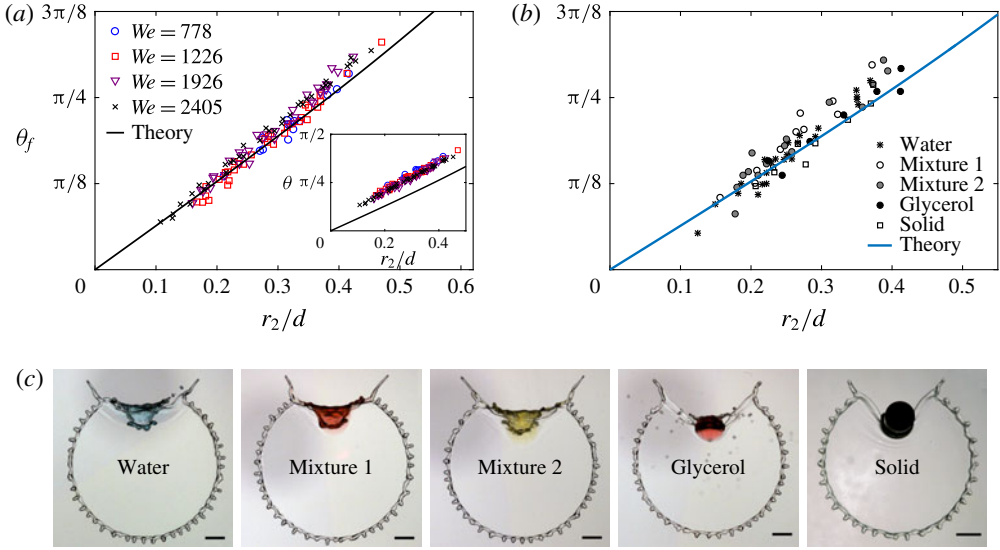 (a)
3π/8
π/4
θf
π/8
0
0.1
0.2
0.3
0.4
0.5
0.6
r2/d
We = 778
We = 1226
We = 1926
We = 2405
Theory
π/2
θ
π/4
0
0.2
0.4
r2/d
(b)
3π/8
π/4
π/8
0
0.1
0.2
0.3
0.4
0.5
r2/d
Water
Mixture 1
Mixture 2
Glycerol
Solid
Theory
(c)
Water
Mixture 1
Mixture 2
Glycerol
Solid